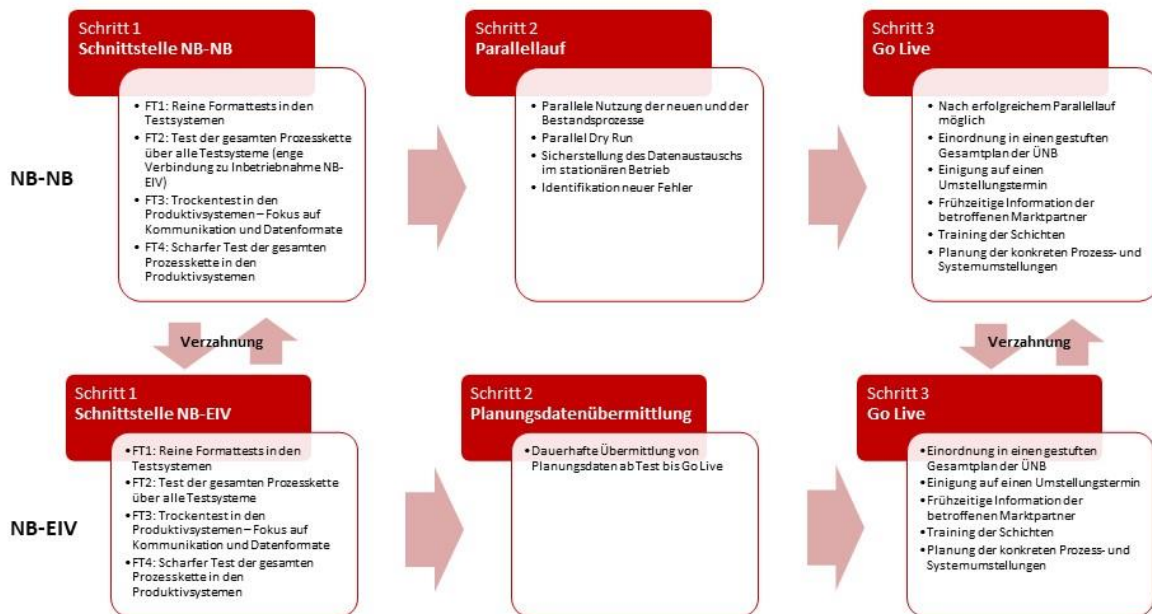 Schritt 1
Schnittstelle NB-NB
• FT1: Reine Formattests in den
Testsystemen
• FT2: Test der gesamten Prozesskette
über alle Testsysteme (enge
Verbindung zu Inbetriebnahme NB-
EIV)
• FT3: Trockentest in den
Produktivsystemen – Fokus auf
Kommunikation und Datenformate
• FT4: Scharfer Test der gesamten
Prozesskette in den
Produktivsystemen
Schritt 2
Parallellauf
• Parallele Nutzung der neuen und der
Bestandsprozesse
• Parallel Dry Run
• Sicherstellung des Datenaustauschs
im stationären Betrieb
• Identifikation neuer Fehler
Schritt 3
Go Live
• Nach erfolgreichem Parallellauf
möglich
• Einordnung in einen gestuften
Gesamtplan der ÜNB
• Einigung auf einen
Umstellungstermin
• Frühzeitige Information der
betroffenen Marktpartner
• Training der Schichten
• Planung der konkreten Prozess- und
Systemumstellungen
NB-NB
Verzahnung
Verzahnung
Schritt 1
Schnittstelle NB-EIV
• FT1: Reine Formattests in den
Testsystemen
• FT2: Test der gesamten Prozesskette
über alle Testsysteme
• FT3: Trockentest in den
Produktivsystemen – Fokus auf
Kommunikation und Datenformate
• FT4: Scharfer Test der gesamten
Prozesskette in den
Produktivsystemen
Schritt 2
Planungsdatenübermittlung
• Dauerhafte Übermittlung von
Planungsdaten ab Test bis Go Live
Schritt 3
Go Live
• Einordnung in einen gestuften
Gesamtplan der ÜNB
• Einigung auf einen Umstellungstermin
• Frühzeitige Information der
betroffenen Marktpartner
• Training der Schichten
• Planung der konkreten Prozess- und
Systemumstellungen
NB-EIV